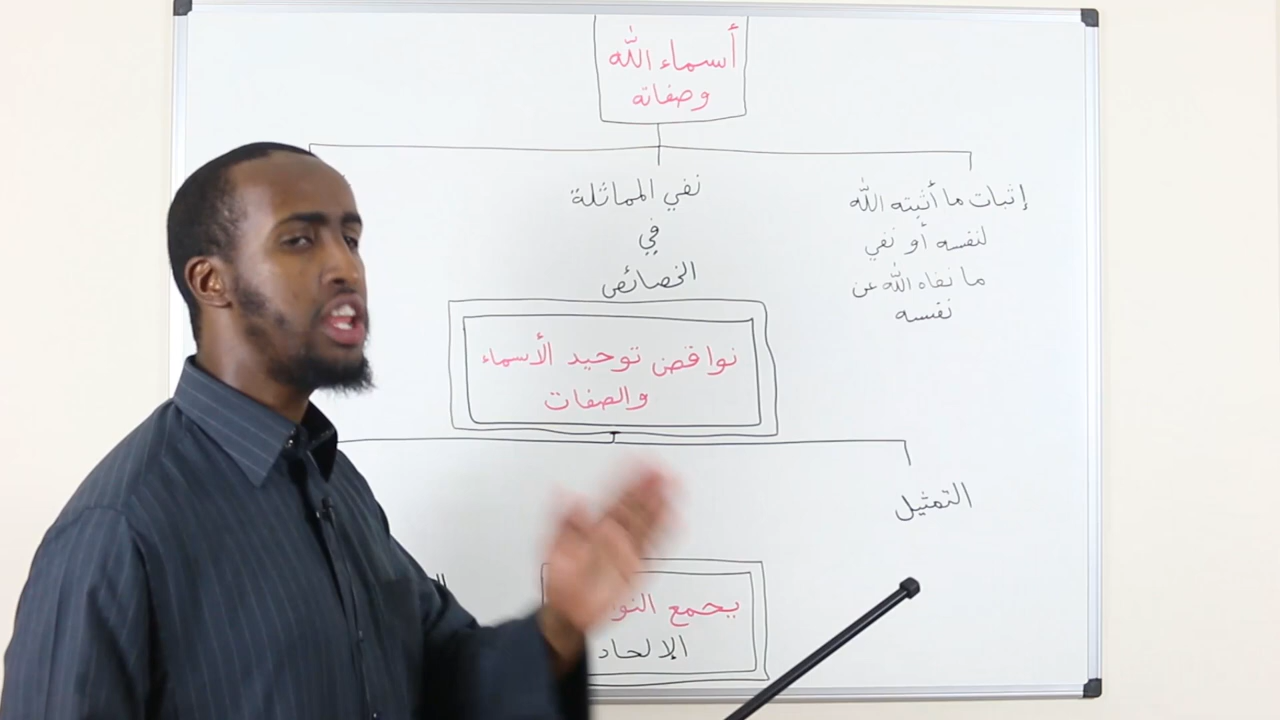 أسماء الله
وصفاته
إثبات ما أثبته الله
لنفسه أو نفي
ما نفاه الله عن
نفسه
نفي المماثلة
في
الخصائص
نواقض توحيد الأسماء
والصفات
التمثيل
يجمع
الإلحاد